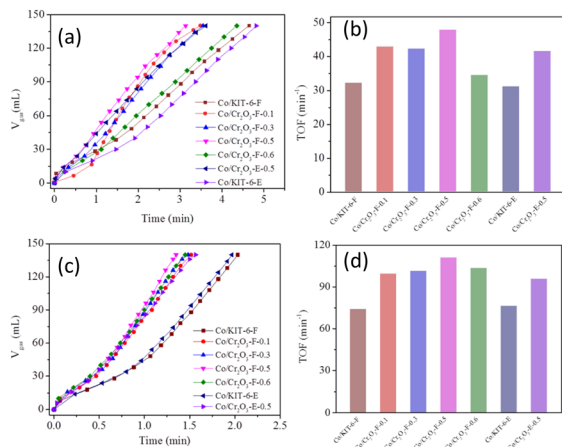 (a)
V gas (mL)
150
120
90
60
30
0
Co/KIT-6-F
Co/Cr2O3-F-0.1
Co/Cr2O3-F-0.3
Co/Cr2O3-F-0.5
Co/Cr2O3-F-0.6
Co/Cr2O3-E-0.5
Co/KIT-6-E
0 1 2 3 4 5
Time (min)
(b)
TOF (min-1)
50
40
30
20
10
0
Co/KIT-6-F
Co/Cr2O3-F-0.1
Co/Cr2O3-F-0.3
Co/Cr2O3-F-0.5
Co/Cr2O3-F-0.6
Co/KIT-6-E
Co/Cr2O3-E-0.5
(c)
V gas (mL)
150
120
90
60
30
0
Co/KIT-6-F
Co/Cr2O3-F-0.1
Co/Cr2O3-F-0.3
Co/Cr2O3-F-0.5
Co/Cr2O3-F-0.6
Co/KIT-6-E
Co/Cr2O3-E-0.5
0.0 0.5 1.0 1.5 2.0 2.5
Time (min)
(d)
TOF (min-1)
120
90
60
30
0
Co/KIT-6-F
Co/Cr2O3-F-0.1
Co/Cr2O3-F-0.3
Co/Cr2O3-F-0.5
Co/Cr2O3-F-0.6
Co/KIT-6-E
Co/Cr2O3-E-0.5